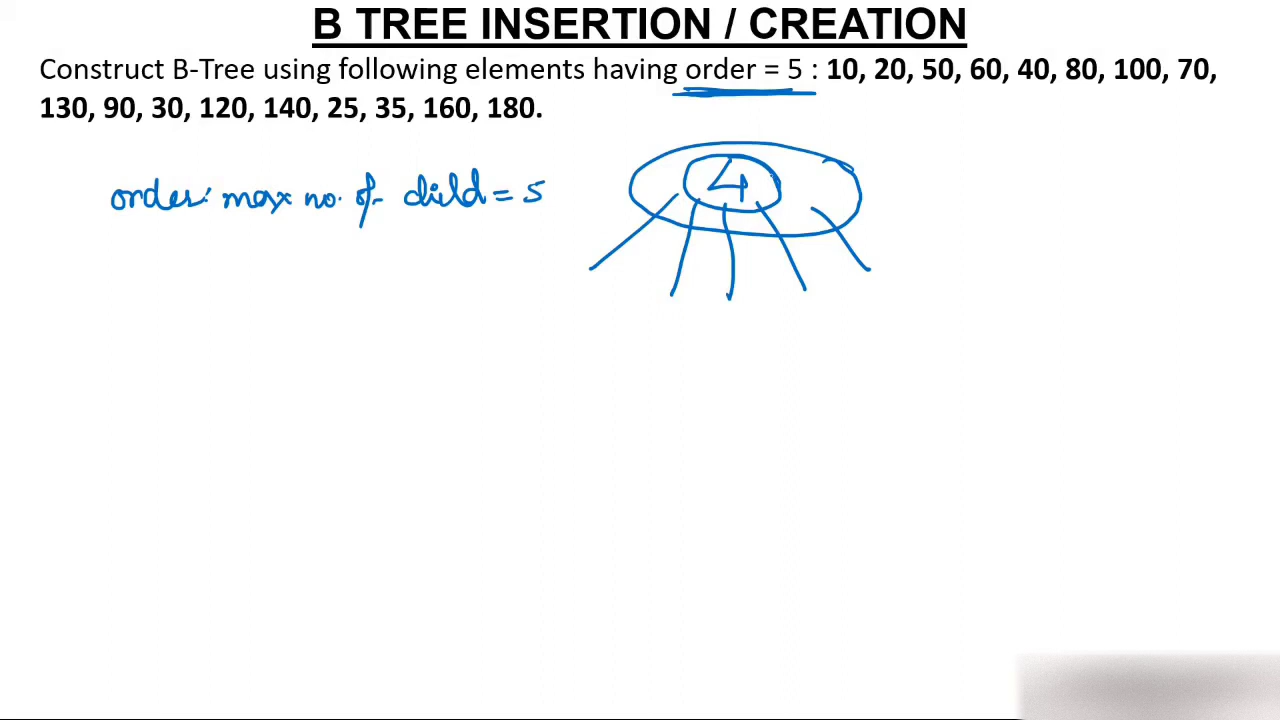 B TREE INSERTION / CREATION
Construct B-Tree using following elements having order = 5 : 10, 20, 50, 60, 40, 80, 100, 70,
130, 90, 30, 120, 140, 25, 35, 160, 180.
order: max no. of child = 5
4